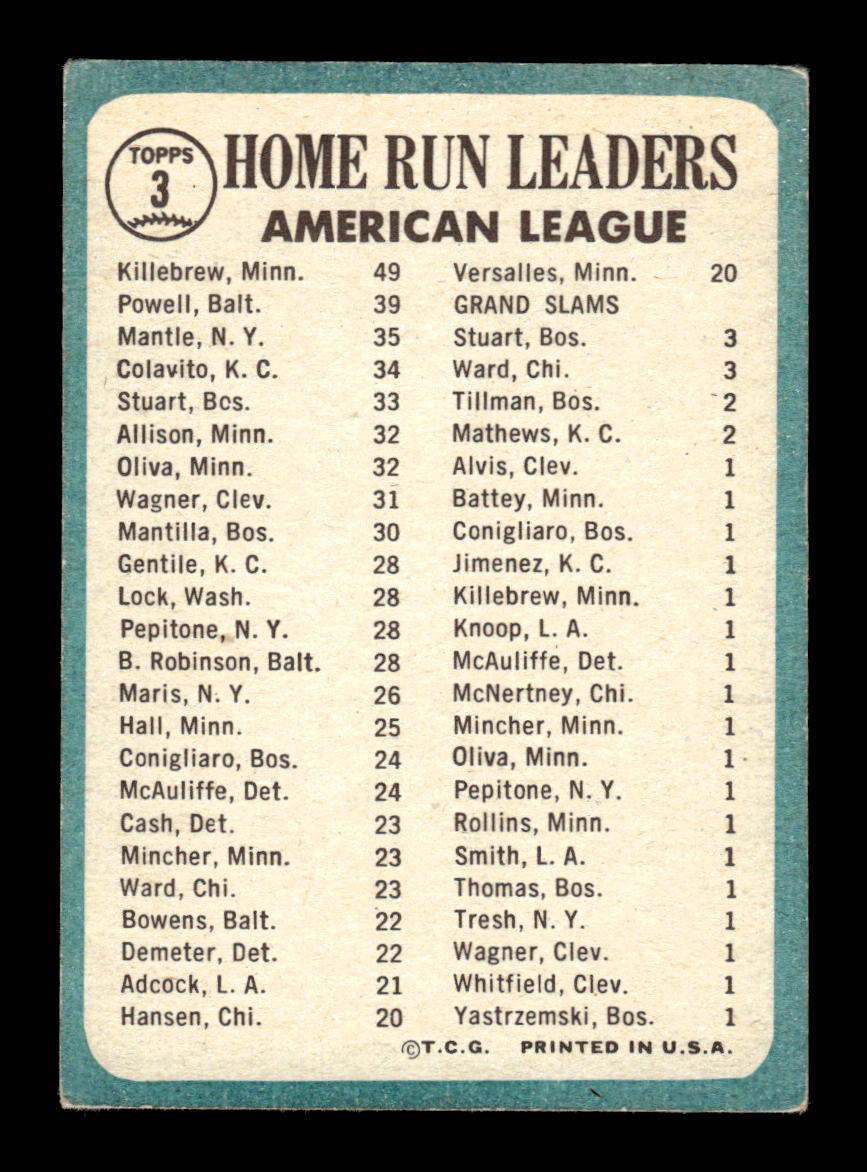 TOPPS
3
HOME RUN LEADERS
AMERICAN LEAGUE
Killebrew, Minn. 49
Powell, Balt. 39
Mantle, N. Y. 35
Colavito, K. C. 34
Stuart, Bos. 33
Allison, Minn. 32
Oliva, Minn. 32
Wagner, Clev. 31
Mantilla, Bos. 30
Gentile, K. C. 28
Lock, Wash. 28
Pepitone, N. Y. 28
B. Robinson, Balt. 28
Maris, N. Y. 26
Hall, Minn. 25
Conigliaro, Bos. 24
McAuliffe, Det. 24
Cash, Det. 23
Mincher, Minn. 23
Ward, Chi. 23
Bowens, Balt. 22
Demeter, Det. 22
Adcock, L. A. 21
Hansen, Chi. 20
Versalles, Minn. 20
GRAND SLAMS
Stuart, Bos. 3
Ward, Chi. 3
Tillman, Bos. 2
Mathews, K. C. 2
Alvis, Clev. 1
Battey, Minn. 1
Conigliaro, Bos. 1
Jimenez, K. C. 1
Killebrew, Minn. 1
Knoop, L. A. 1
McAuliffe, Det. 1
McNertney, Chi. 1
Mincher, Minn. 1
Oliva, Minn. 1
Pepitone, N. Y. 1
Rollins, Minn. 1
Smith, L. A. 1
Thomas, Bos. 1
Tresh, N. Y. 1
Wagner, Clev. 1
Whitfield, Clev. 1
Yastrzemski, Bos. 1
©T.C.G. PRINTED IN U.S.A.